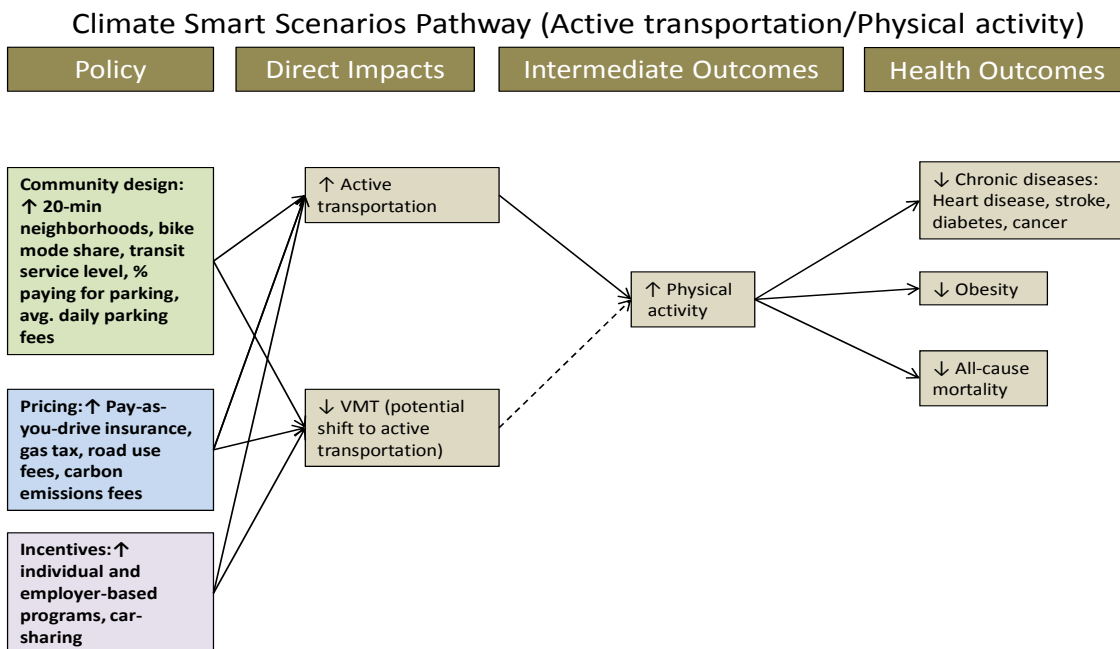 Climate Smart Scenarios Pathway (Active transportation/Physical activity)
Policy
Direct Impacts
Intermediate Outcomes
Health Outcomes
Community design:
↑ 20-min
neighborhoods, bike
mode share, transit
service level, %
paying for parking,
avg. daily parking
fees
Pricing:↑ Pay-as-
you-drive insurance,
gas tax, road use
fees, carbon
emissions fees
Incentives:↑
individual and
employer-based
programs, car-
sharing
↑ Active
transportation
↓ VMT (potential
shift to active
transportation)
↑ Physical
activity
↓ Chronic diseases:
Heart disease, stroke,
diabetes, cancer
↓ Obesity
↓ All-cause
mortality